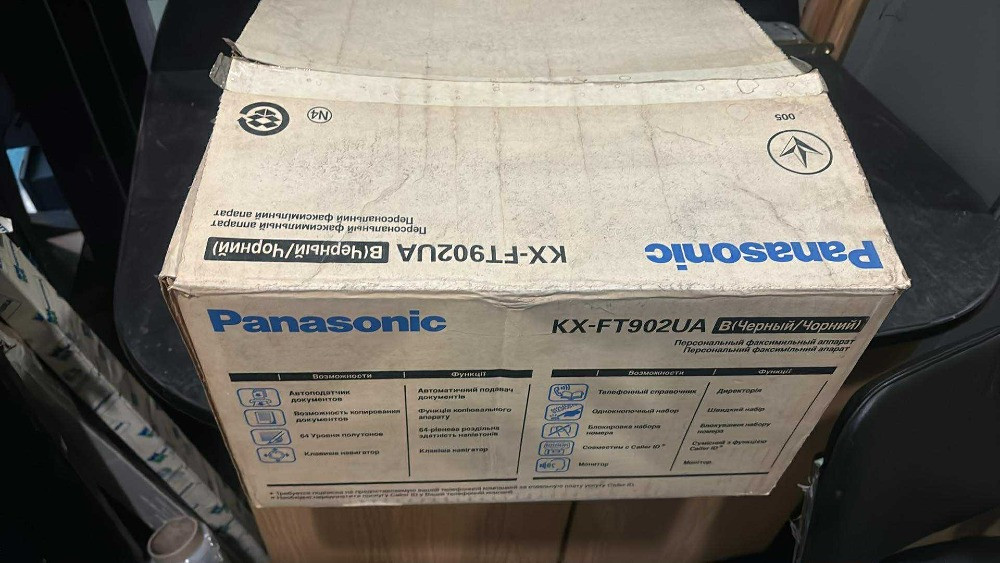 N4
005
Персональний факсимільний апарат
Персональный факсимильный аппарат
KX-FT902UA В(Черный/Чорний)
Panasonic
Panasonic
KX-FT902UA В(Черный/Чорний)
Персональный факсимильный аппарат
Персональний факсимільний апарат
Возможности Функції
Автоподатчик документов Автоматичний подавач документів
Возможность копирования документов Функція копіювального апарату
64 Уровня полутонов 64-рівнева роздільна здатність напівтонів
Клавиша навигатор Клавіша навігатор
Возможности Функції
Телефонный справочник Директорія
Однокнопочный набор Швидкий набір
Блокировка набора номера Блокування набору номера
Совместим с Caller ID Сумісний з функцією Caller ID
Монитор Монитор